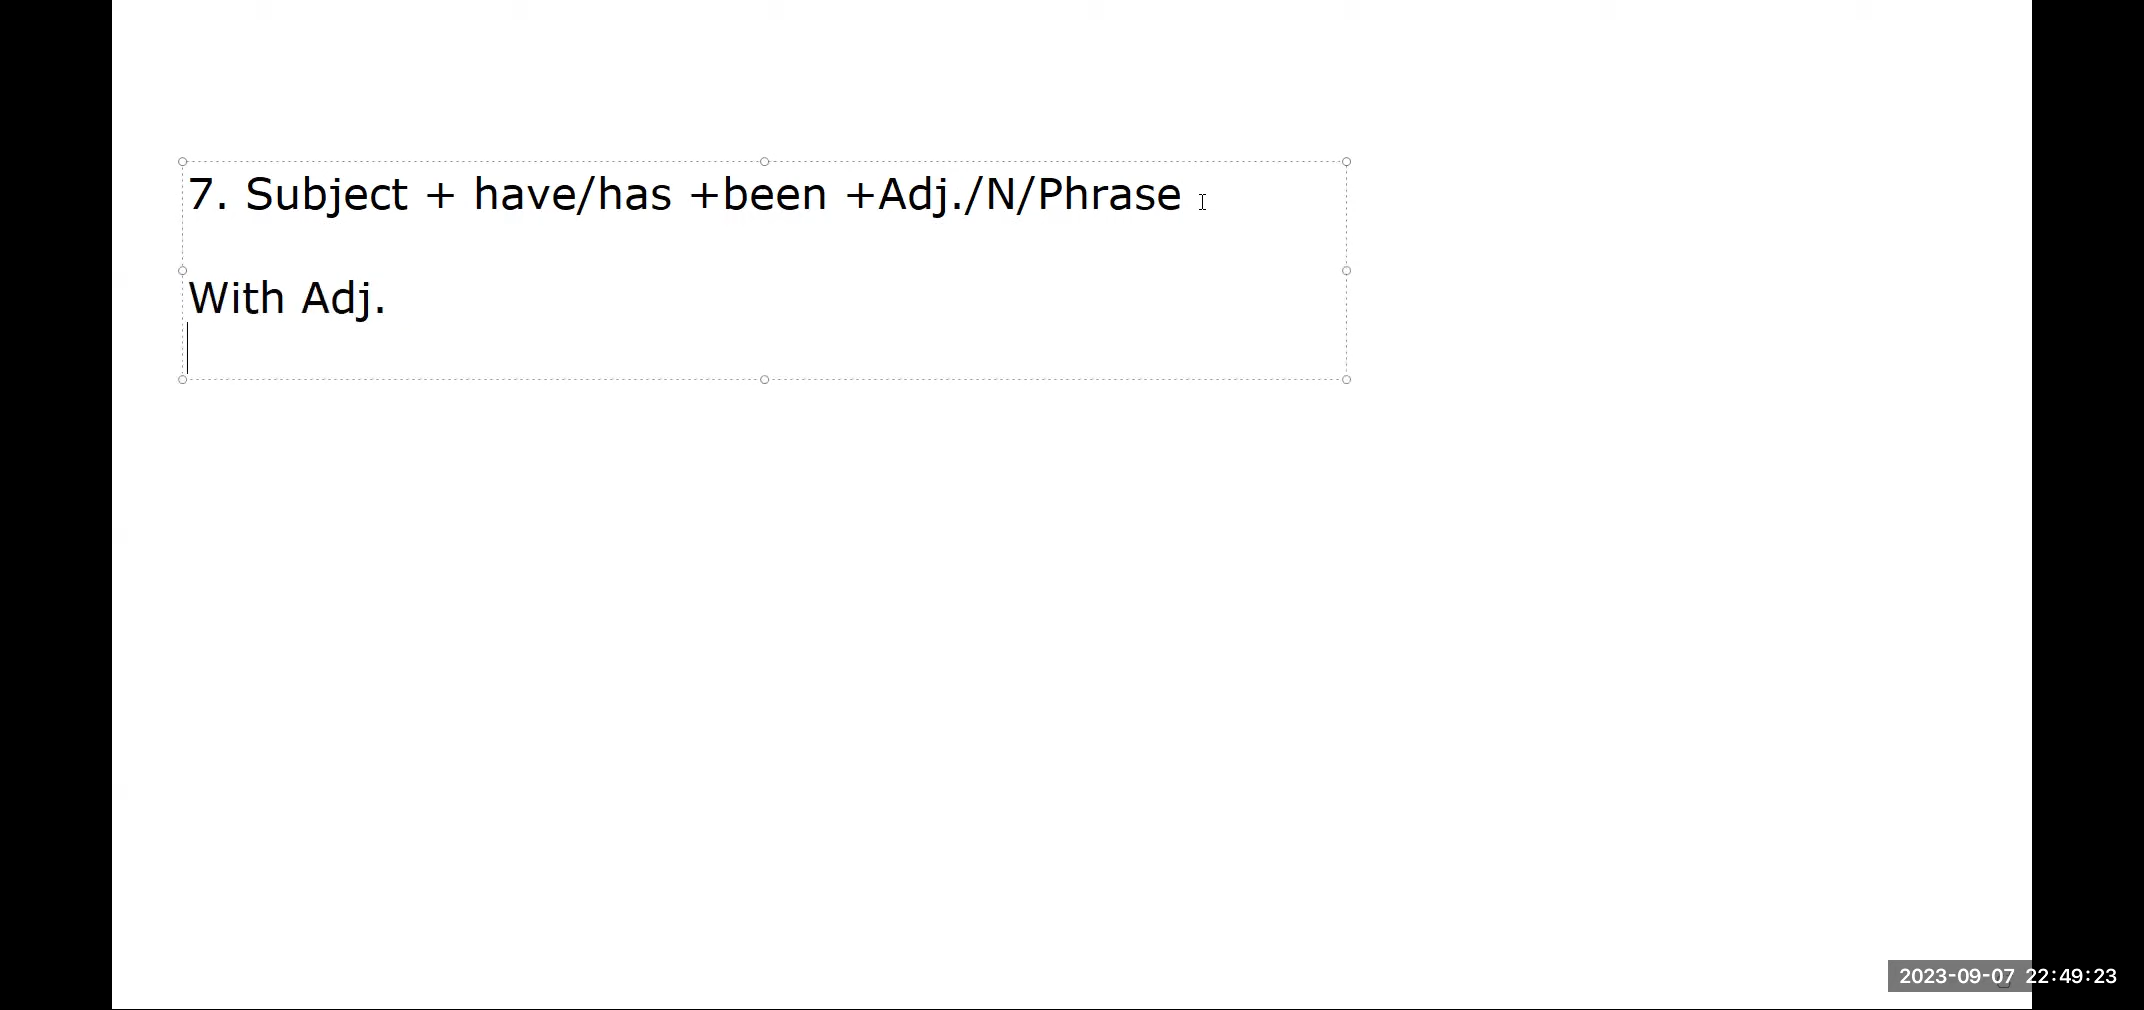 7. Subject + have/has +been +Adj./N/Phrase
With Adj.
2023-09-07 22:49:23